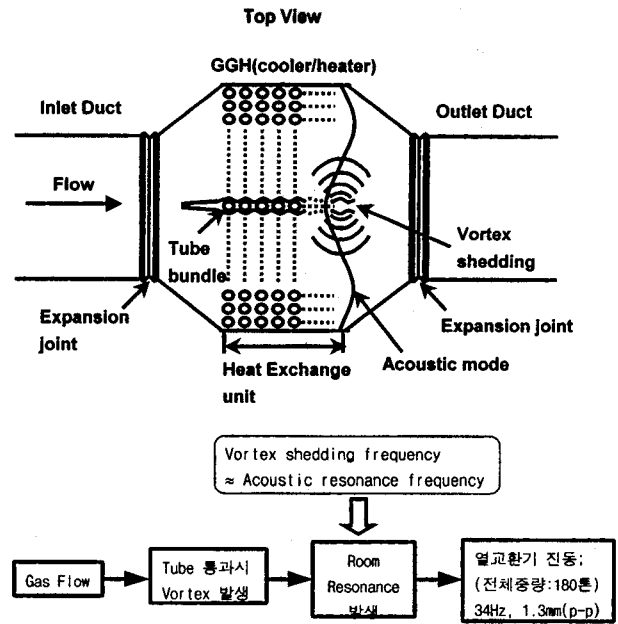 Top View
GGH(cooler/heater)
Inlet Duct
Outlet Duct
Flow
Tube
bundle
Vortex
shedding
Expansion
joint
Expansion joint
Acoustic mode
Heat Exchange
unit
Vortex shedding frequency
≈ Acoustic resonance frequency
Gas Flow
Tube 통과시
Vortex 발생
Room
Resonance
발생
열교환기 진동;
(전체중량:180톤)
34Hz, 1.3mm(p-p)